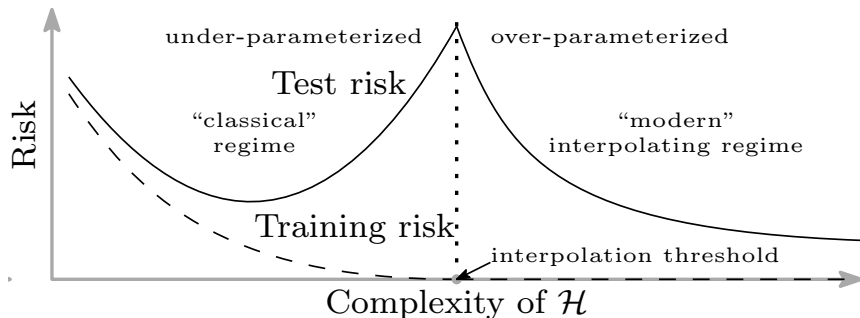 under-parameterized
over-parameterized
Test risk
“classical”
regime
“modern”
interpolating regime
Risk
Training risk
interpolation threshold
Complexity of ℋ